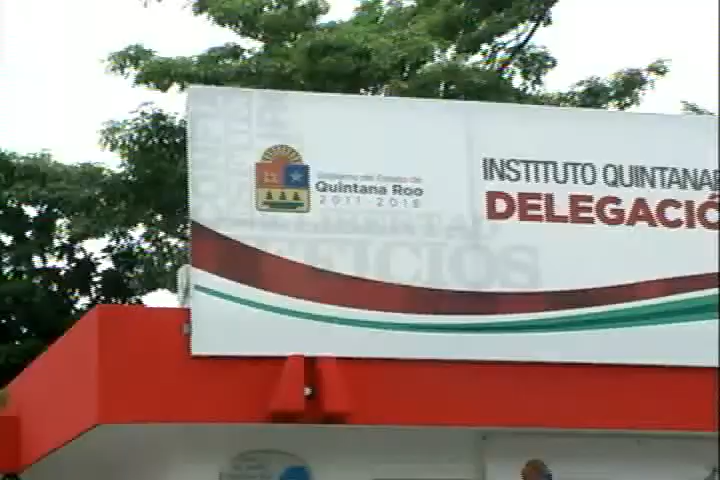 Gobierno del Estado de
Quintana Roo
2011 2016
INSTITUTO QUINTANAR
DELEGACIÓ